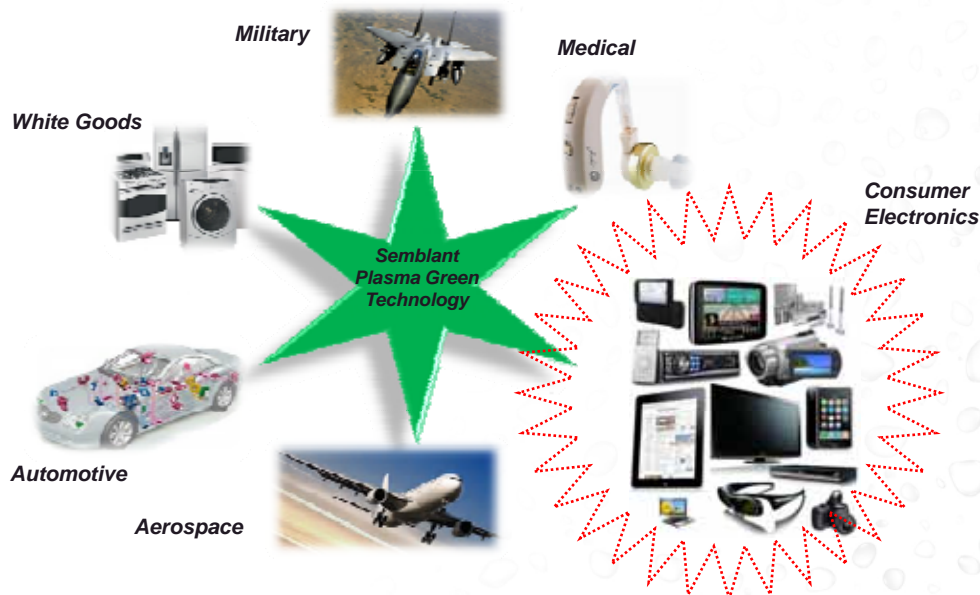 Military
Medical
White Goods
Consumer
Electronics
Semblant
Plasma Green
Technology
Automotive
Aerospace